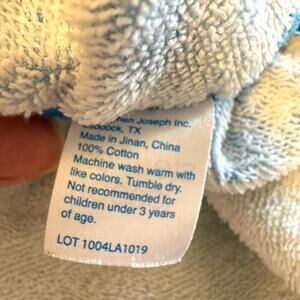 Joseph Inc.
TX
Made in Jinan, China
100% Cotton
Machine wash warm with
like colors. Tumble dry.
Not recommended for
children under 3 years
of age.
LOT 1004LA1019